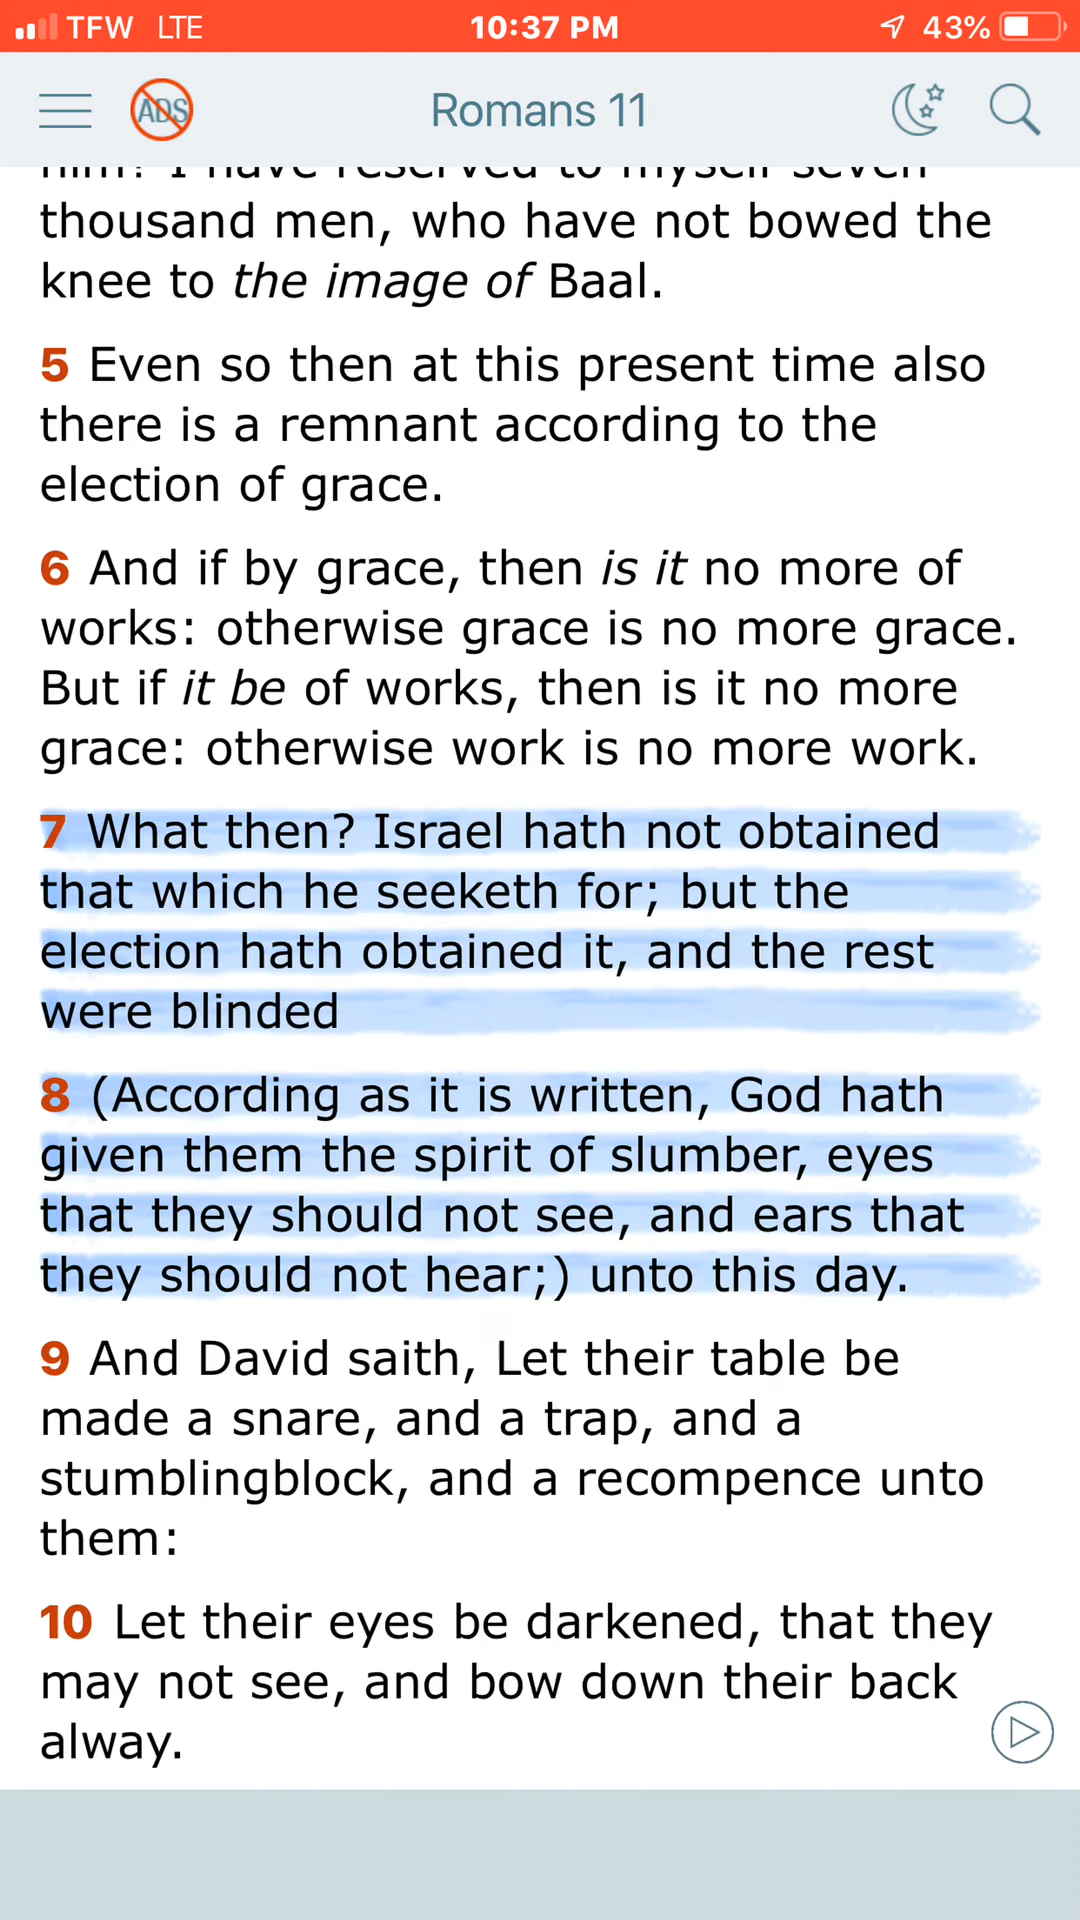 TFW LTE 10:37 PM 43%
ADS Romans 11
him? I have reserved to myself seven
thousand men, who have not bowed the
knee to the image of Baal.
5 Even so then at this present time also
there is a remnant according to the
election of grace.
6 And if by grace, then is it no more of
works: otherwise grace is no more grace.
But if it be of works, then is it no more
grace: otherwise work is no more work.
7 What then? Israel hath not obtained
that which he seeketh for; but the
election hath obtained it, and the rest
were blinded
8 (According as it is written, God hath
given them the spirit of slumber, eyes
that they should not see, and ears that
they should not hear;) unto this day.
9 And David saith, Let their table be
made a snare, and a trap, and a
stumblingblock, and a recompence unto
them:
10 Let their eyes be darkened, that they
may not see, and bow down their back
alway.